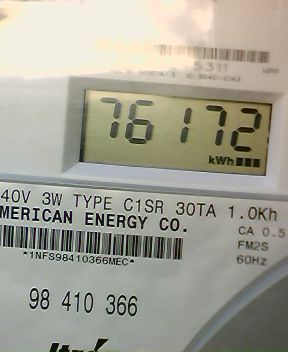 5311
76172
kWh
40V 3W TYPE C1SR 30TA 1.0Kh
MERICAN ENERGY CO.
CA 0.5
FM2S
60Hz
*1NFS98410366MEC*
98 410 366